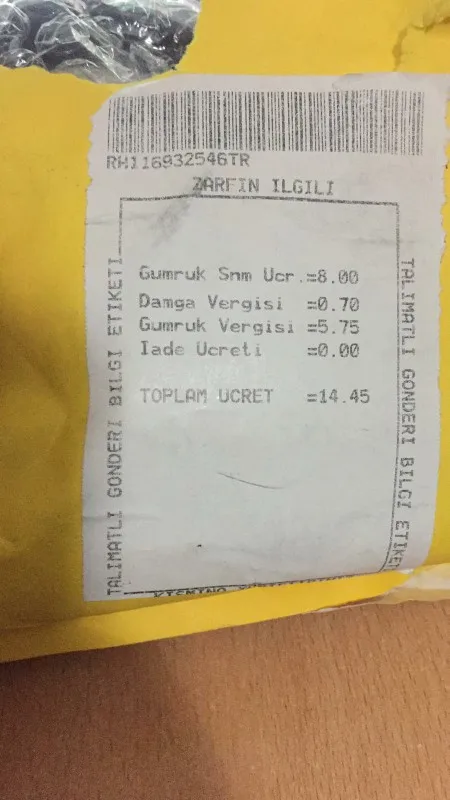 RH116932546TR
ZARFIN ILGILI
TALIMATLI GONDERI BILGI ETIKETI
Gumruk Snm Ucr.=8.00
Damga Vergisi =0.70
Gumruk Vergisi =5.75
Iade Ucreti =0.00
TOPLAM UCRET =14.45
TALIMATLI GONDERI BILGI ETIKET